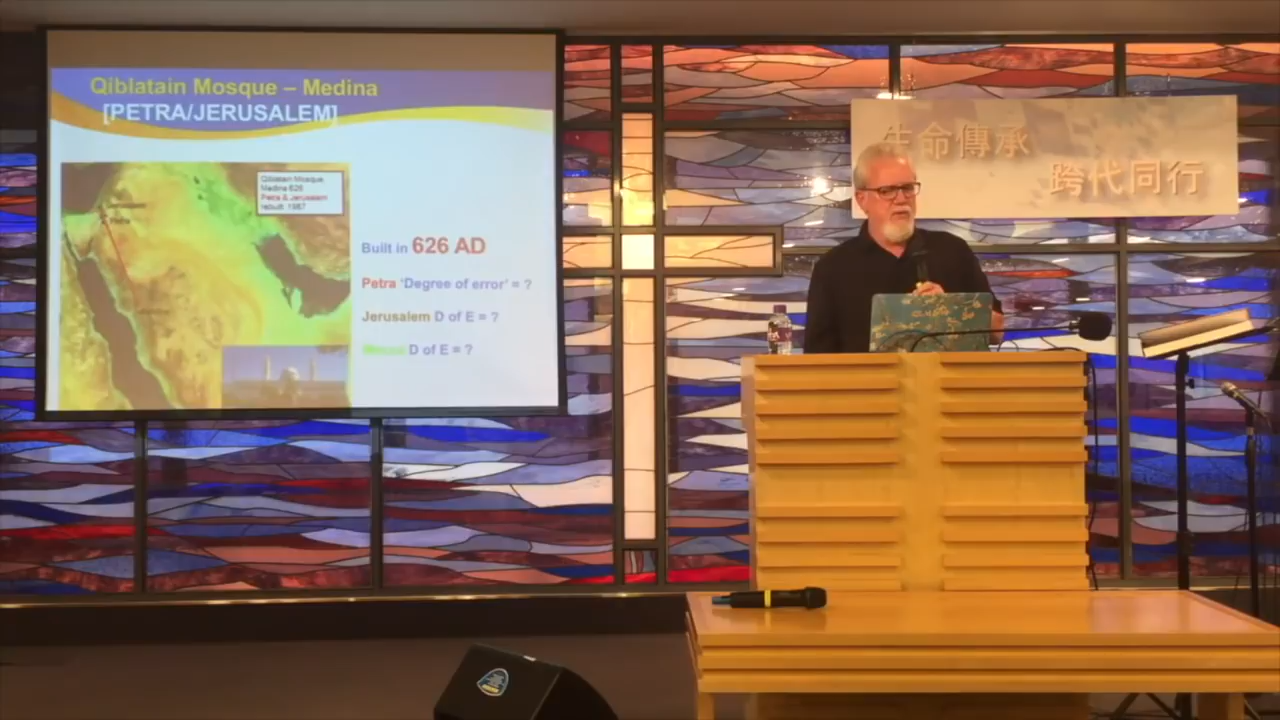 Qiblatain Mosque – Medina
[PETRA/JERUSALEM]
Qiblatain Mosque
Medina 626
Petra & Jerusalem
rebuilt 1987
Petra
Built in 626 AD
Petra 'Degree of error' = ?
Jerusalem D of E = ?
D of E = ?
生命傳承
跨代同行